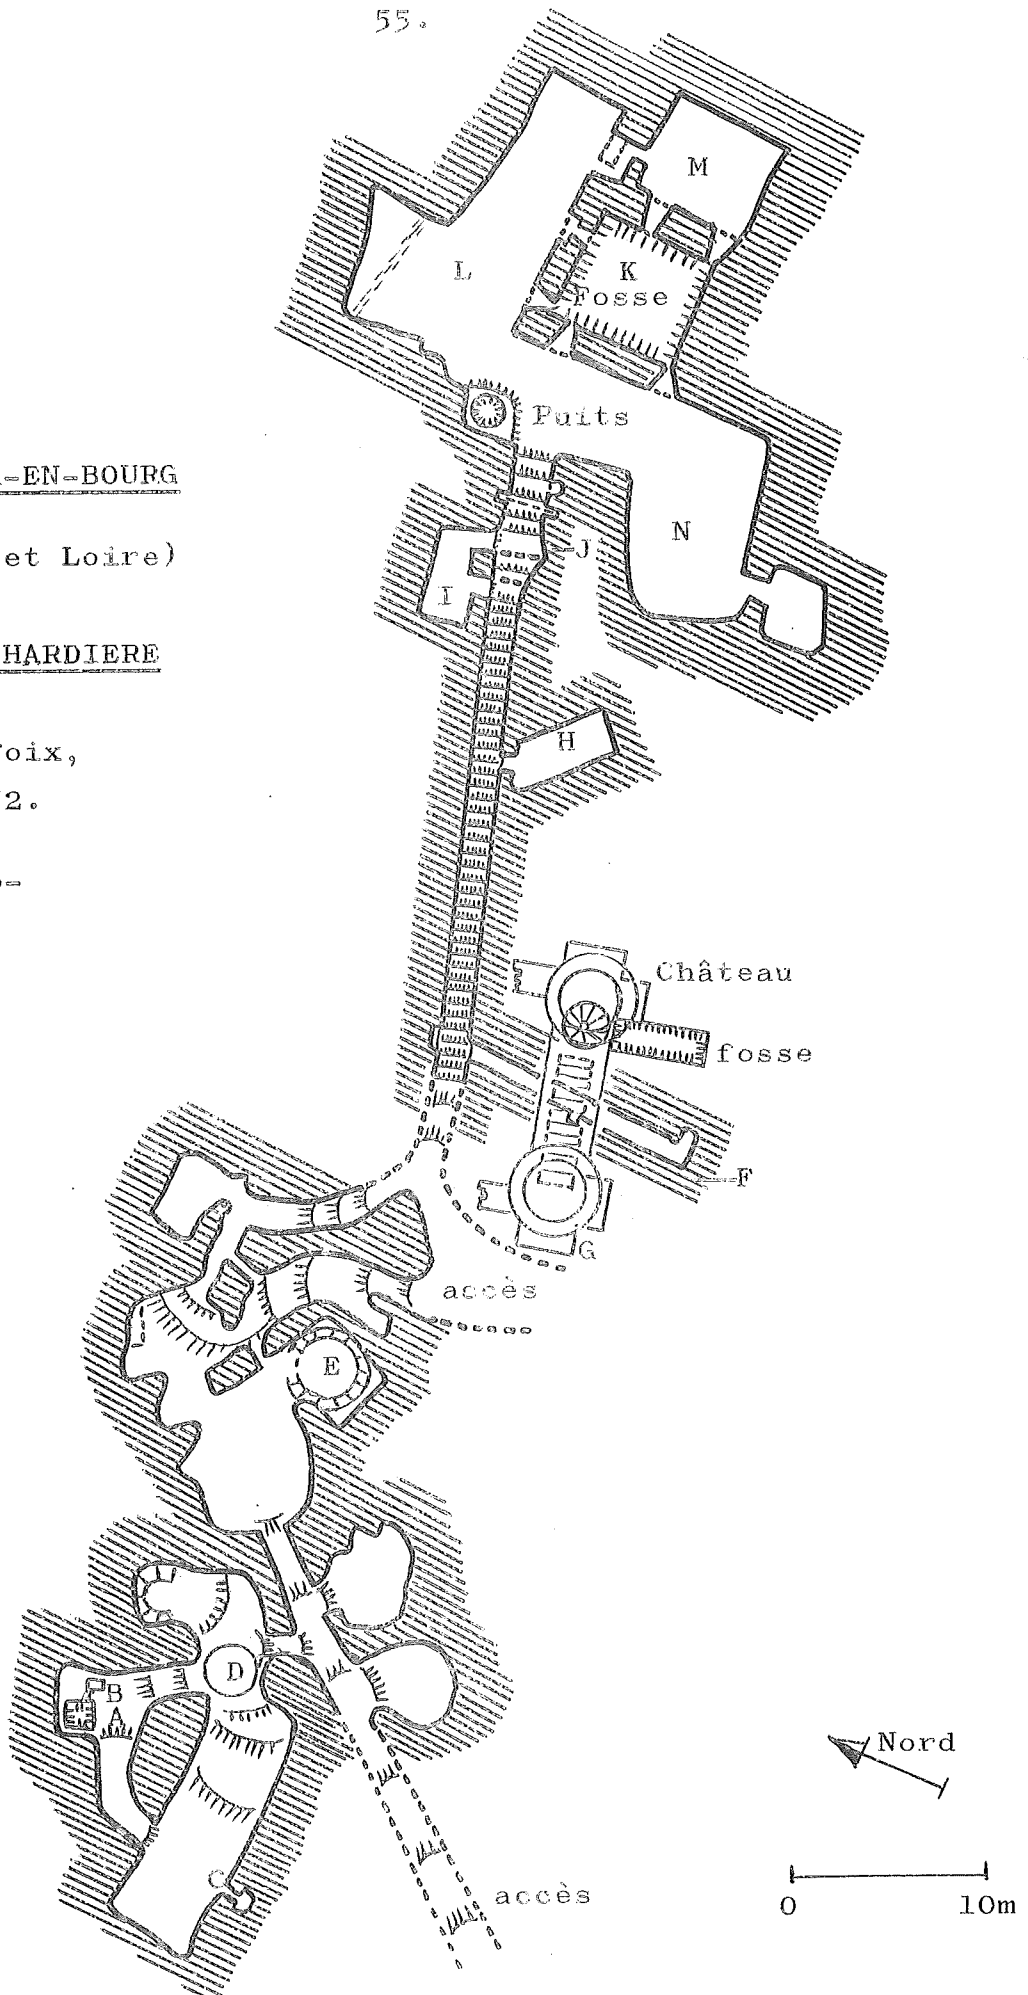 55.
M
L
K
Fosse
Puits
-EN-BOURG
N
et Loire)
J
I
HARDIERE
H
oix,
2.
Château
fosse
F
G
accès
E
D
B
A
Nord
C
accès
0 10m